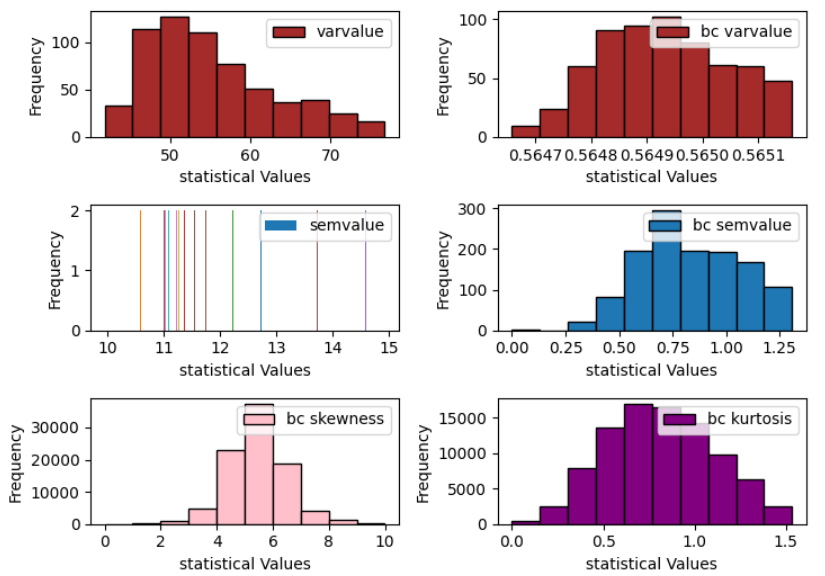 varvalue
Frequency
100
50
0
50 60 70
statistical Values
bc varvalue
Frequency
100
50
0
0.5647 0.5648 0.5649 0.5650 0.5651
statistical Values
semvalue
Frequency
2
1
0
10 11 12 13 14 15
statistical Values
bc semvalue
Frequency
300
200
100
0
0.00 0.25 0.50 0.75 1.00 1.25
statistical Values
bc skewness
Frequency
30000
20000
10000
0
0 2 4 6 8 10
statistical Values
bc kurtosis
Frequency
15000
10000
5000
0
0.0 0.5 1.0 1.5
statistical Values